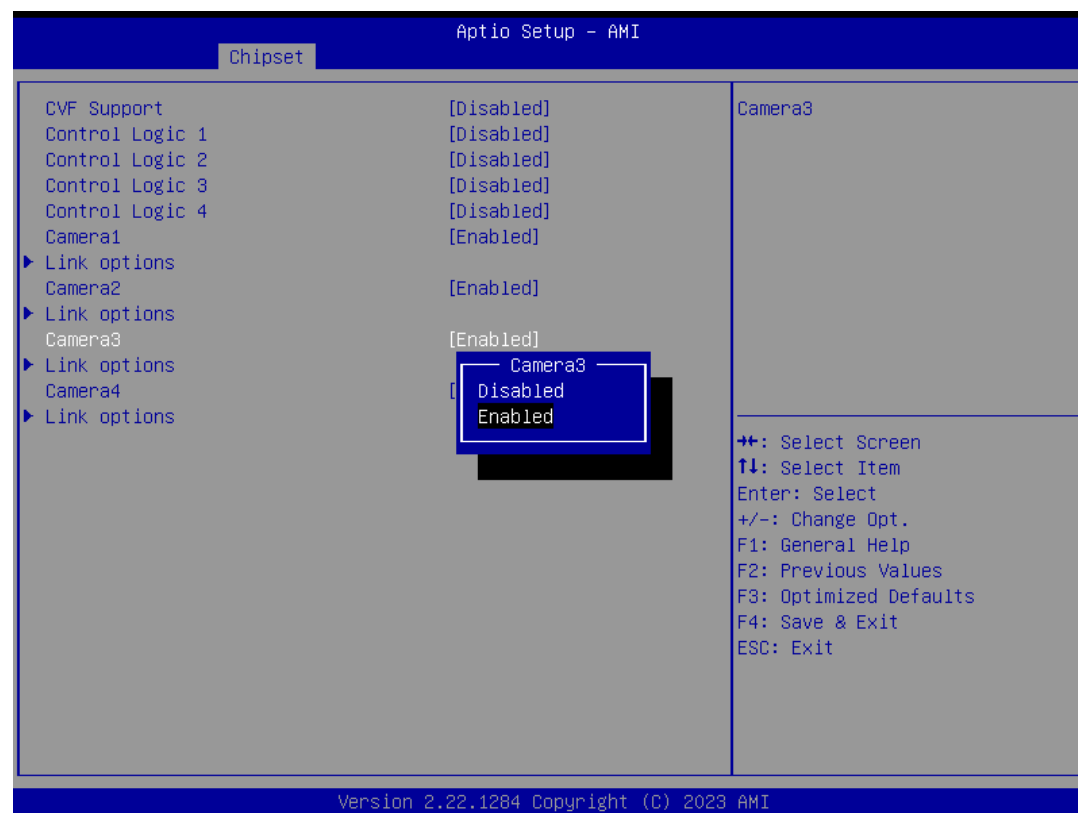 Aptio Setup – AMI
Chipset
CVF Support [Disabled]
Control Logic 1 [Disabled]
Control Logic 2 [Disabled]
Control Logic 3 [Disabled]
Control Logic 4 [Disabled]
Camera1 [Enabled]
Link options
Camera2 [Enabled]
Link options
Camera3 [Enabled]
Link options
Camera4 [
Link options
Camera3
Disabled
Enabled
Camera3
→←: Select Screen
↑↓: Select Item
Enter: Select
+/-: Change Opt.
F1: General Help
F2: Previous Values
F3: Optimized Defaults
F4: Save & Exit
ESC: Exit
Version 2.22.1284 Copyright (C) 2023 AMI